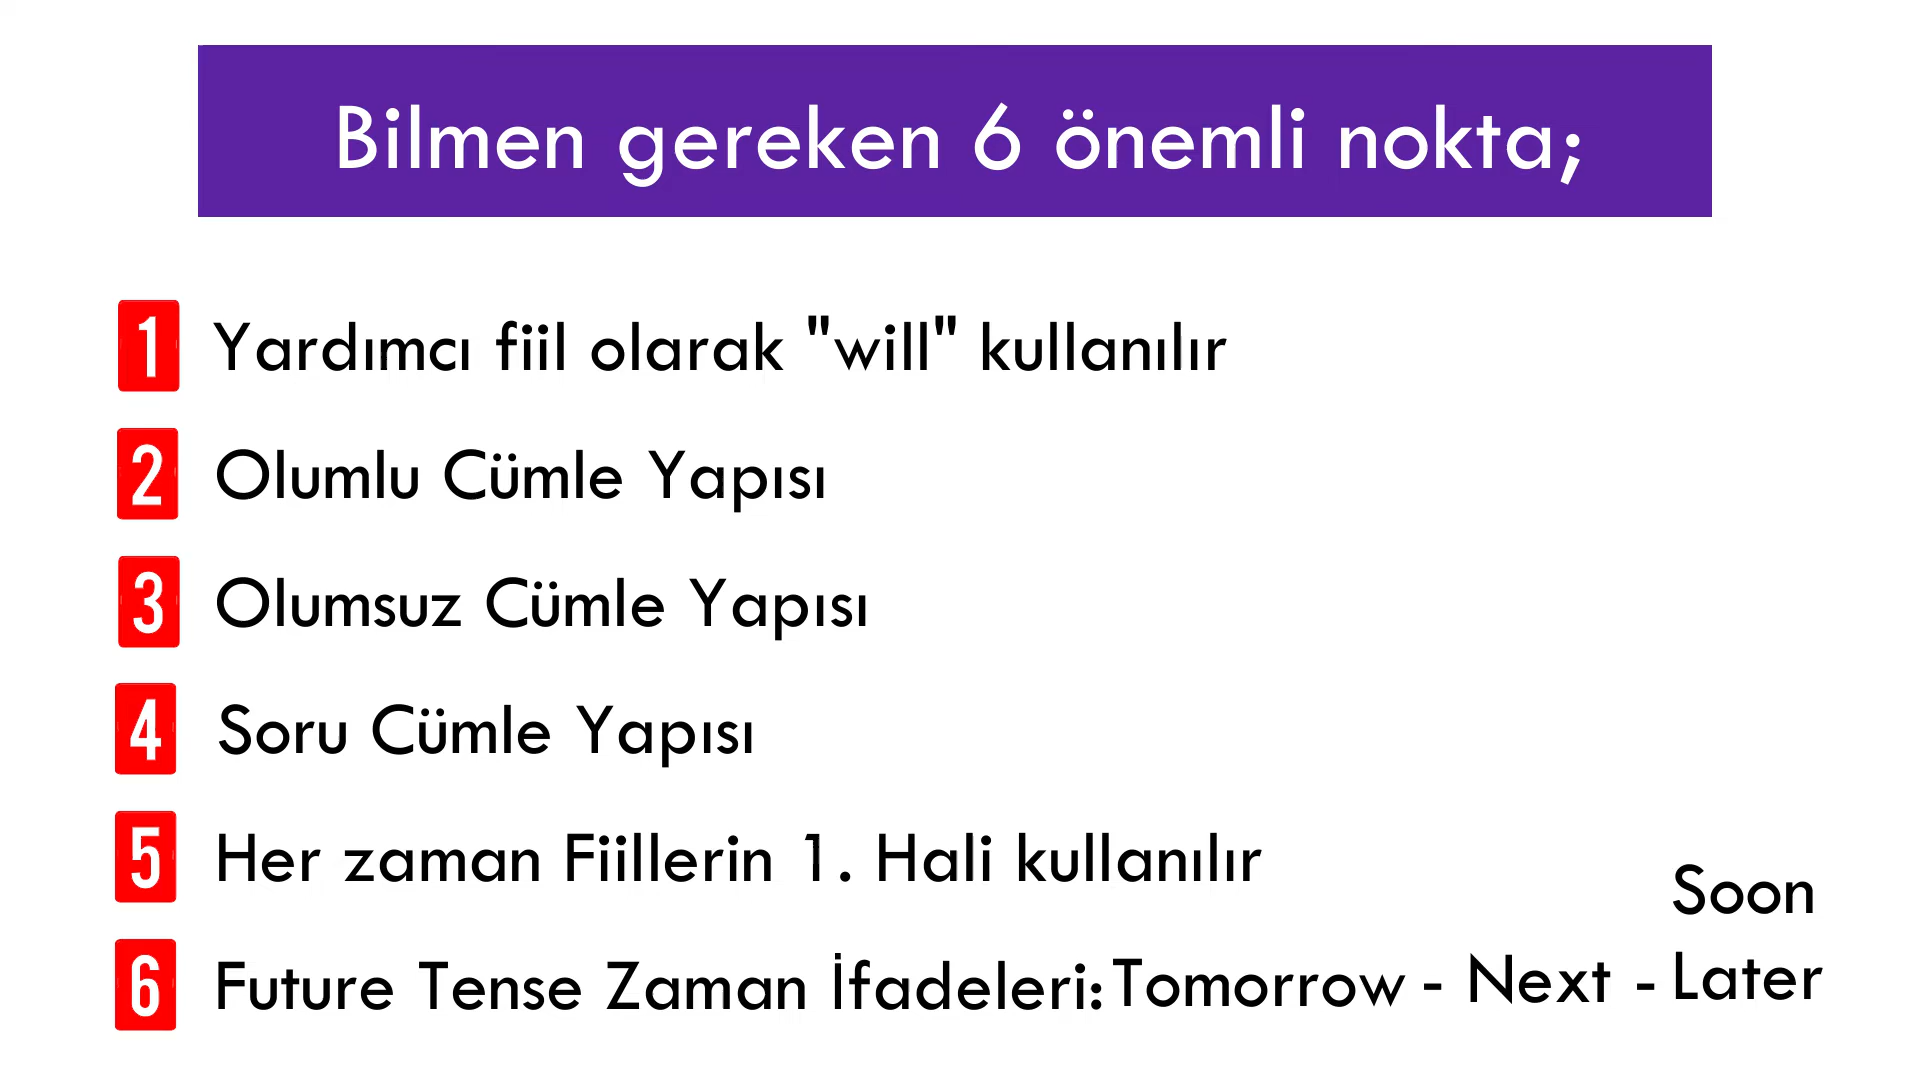 Bilmen gereken 6 önemli nokta;
1 Yardımcı fiil olarak "will" kullanılır
2 Olumlu Cümle Yapısı
3 Olumsuz Cümle Yapısı
4 Soru Cümle Yapısı
5 Her zaman Fiillerin 1. Hali kullanılır
Soon
6 Future Tense Zaman İfadeleri: Tomorrow - Next - Later